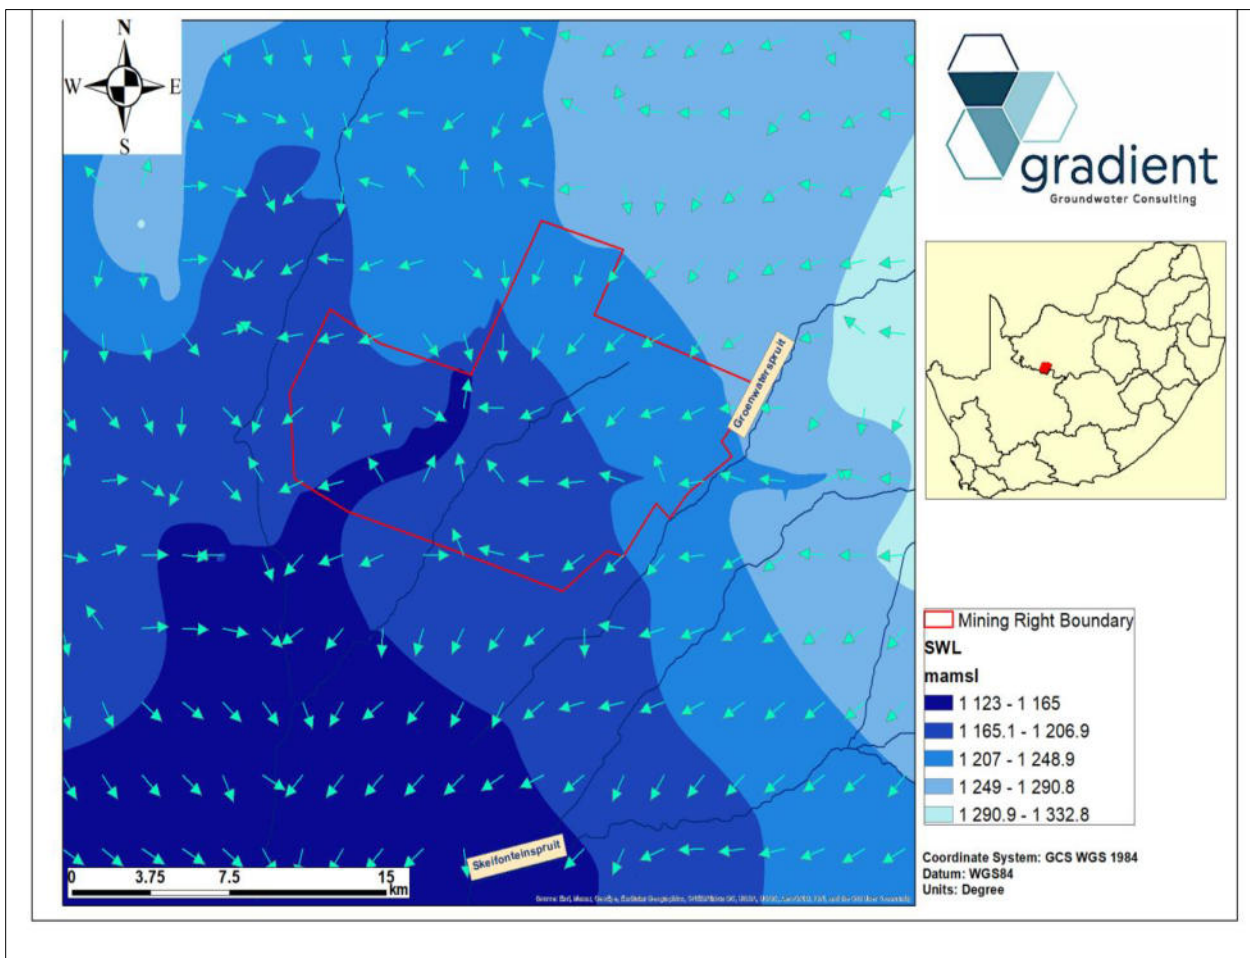 N
W E
S
gradient
Groundwater Consulting
Groenwaterspruit
Skeifonteinspruit
0 3.75 7.5 15
km
Mining Right Boundary
SWL
mamsl
1 123 - 1 165
1 165.1 - 1 206.9
1 207 - 1 248.9
1 249 - 1 290.8
1 290.9 - 1 332.8
Coordinate System: GCS WGS 1984
Datum: WGS84
Units: Degree